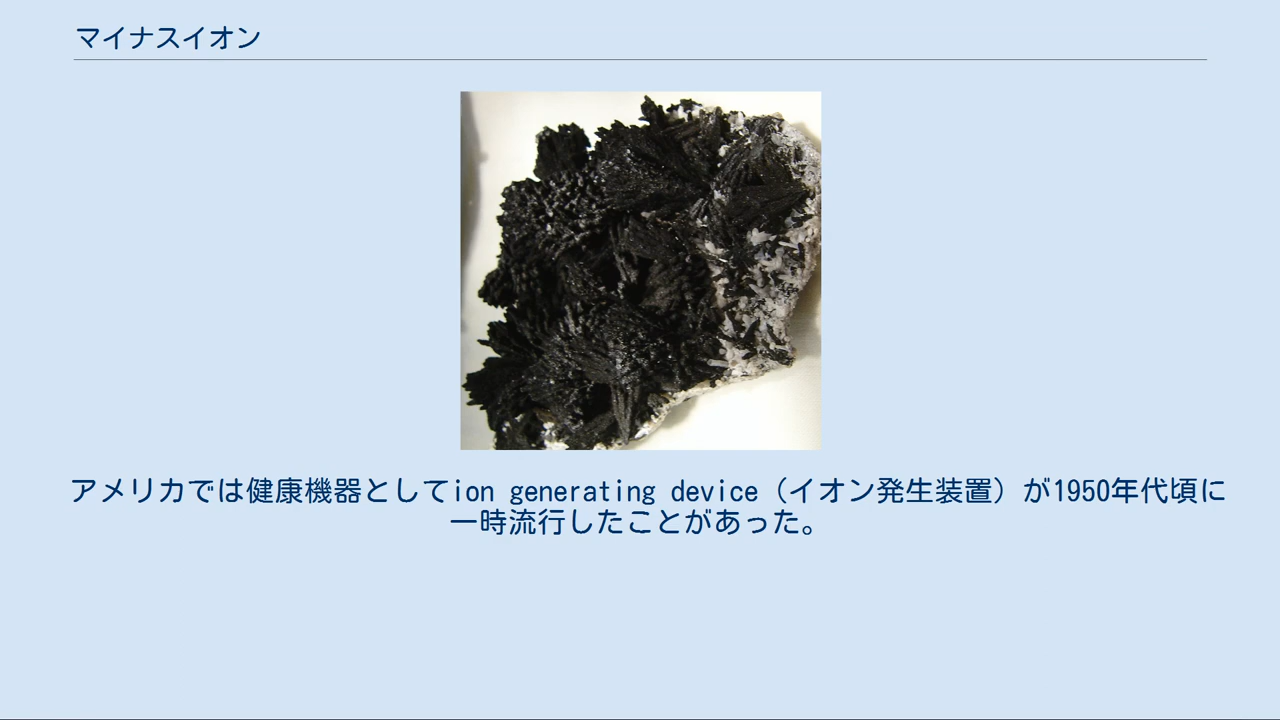 マイナスイオン
アメリカでは健康機器としてion generating device（イオン発生装置）が1950年代頃に
一時流行したことがあった。